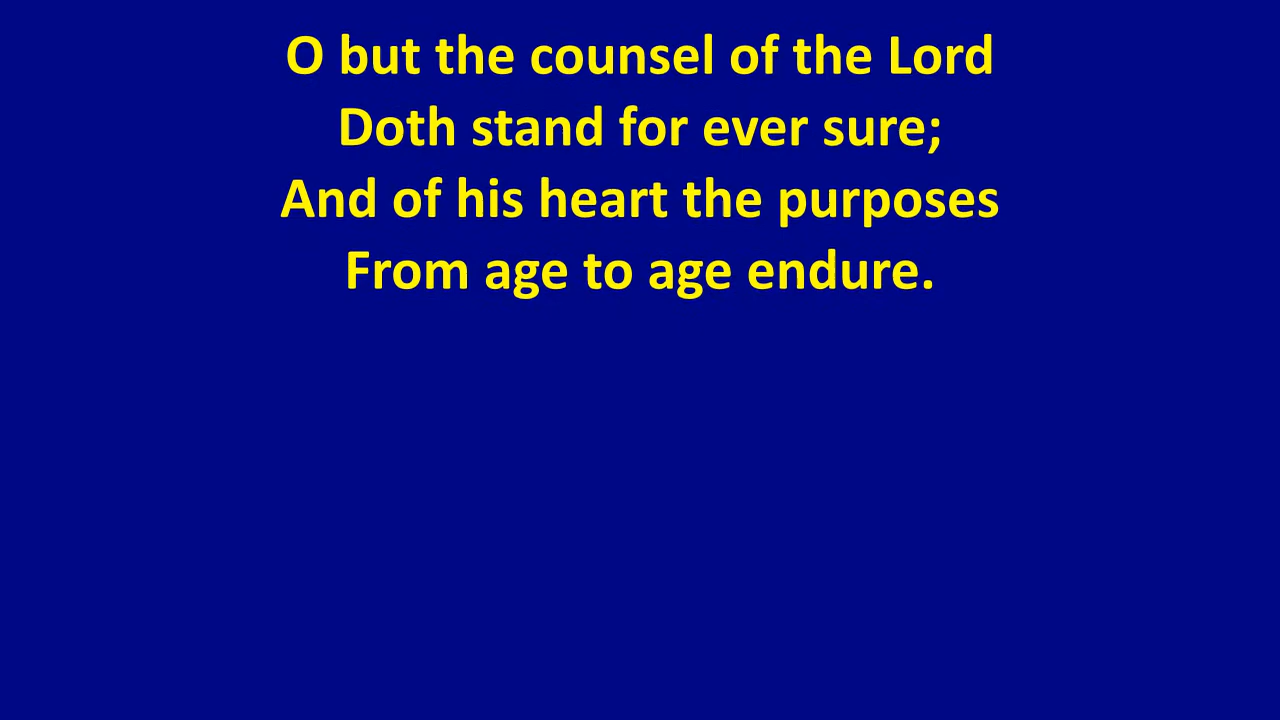 O but the counsel of the Lord
Doth stand for ever sure;
And of his heart the purposes
From age to age endure.